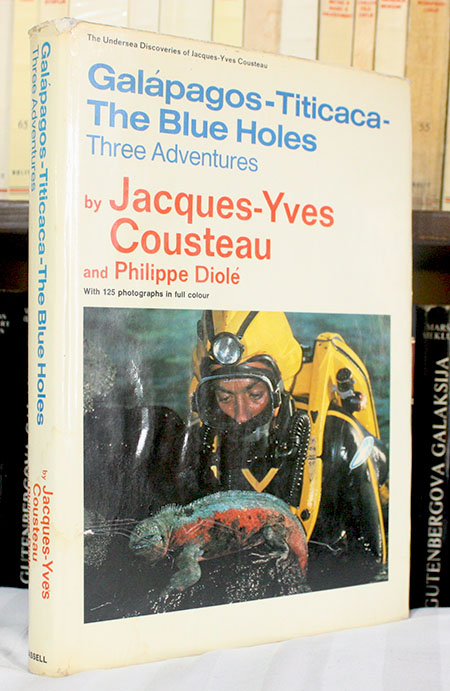 The Undersea Discoveries of Jacques-Yves Cousteau
Galápagos-Titicaca-
The Blue Holes
Three Adventures
by Jacques-Yves
Cousteau
and Philippe Diolé
With 125 photographs in full colour
Galápagos-Titicaca-The Blue Holes
Three Adventures
by Jacques-Yves
Cousteau
GUTENBERGOVA GALAKSIJA